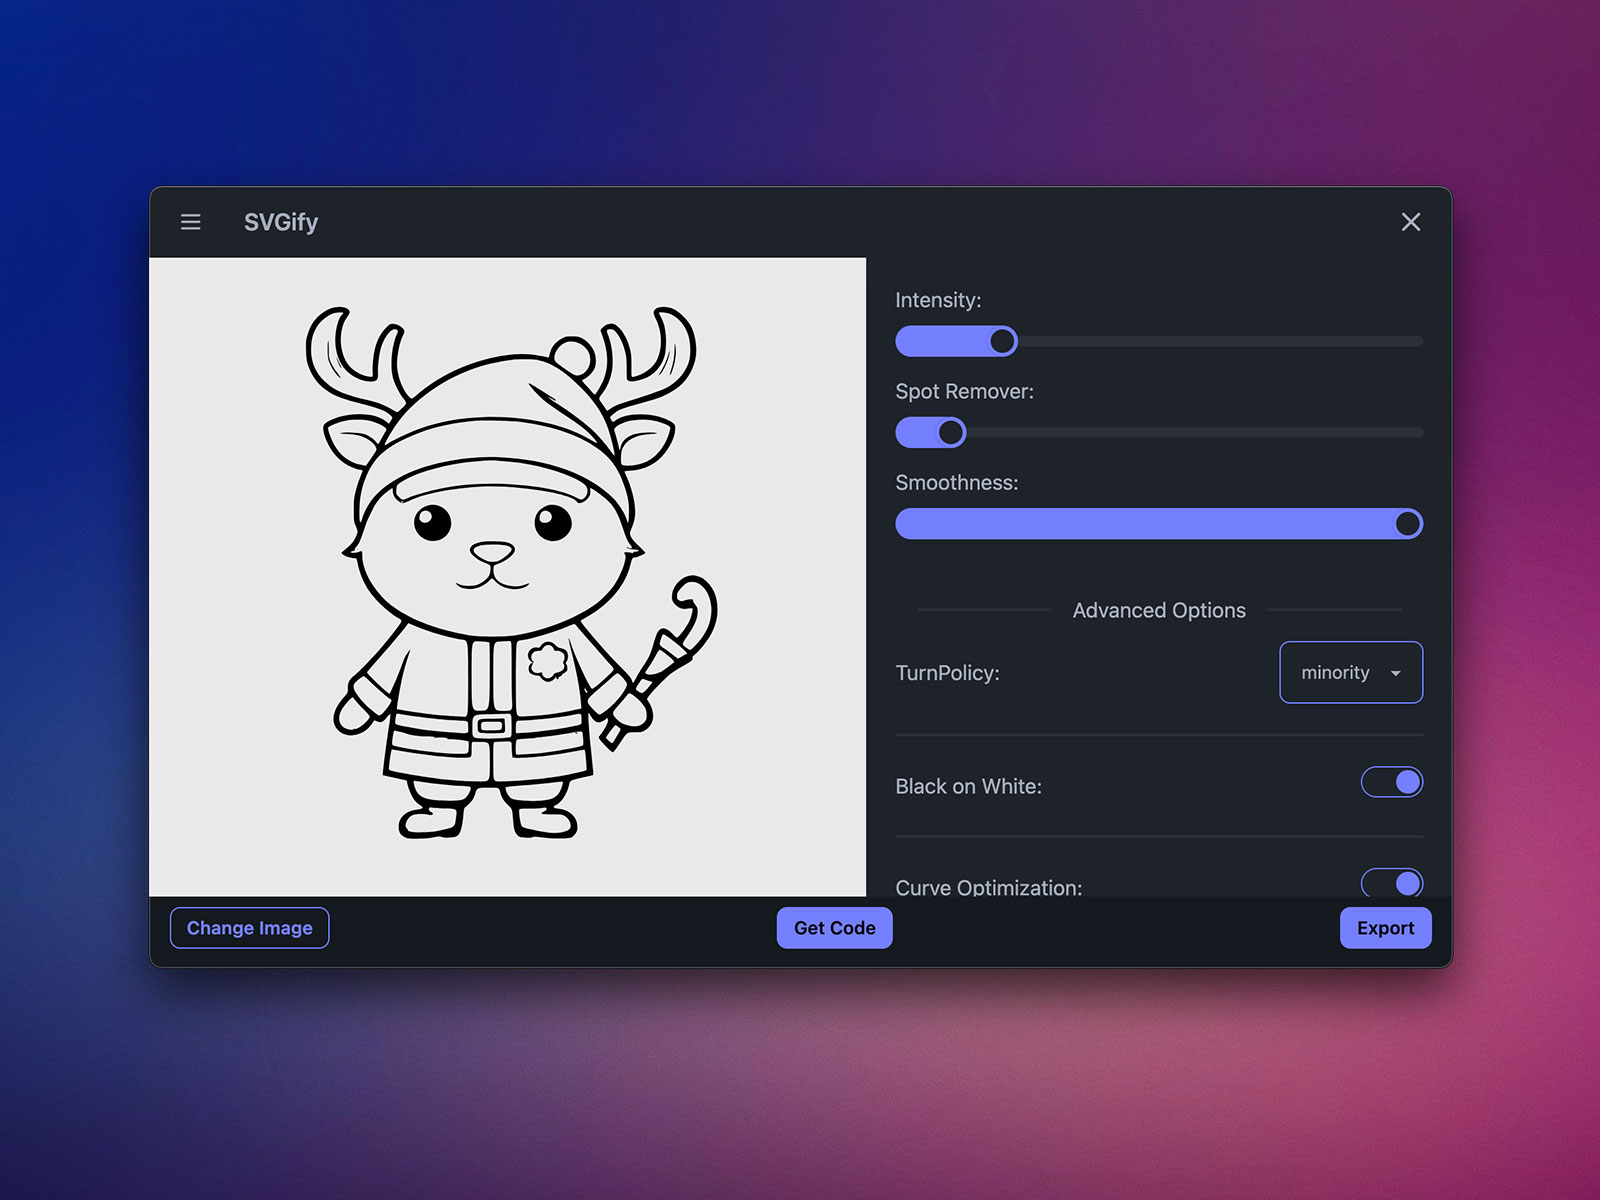 SVGify
Intensity:
Spot Remover:
Smoothness:
Advanced Options
TurnPolicy:
minority
Black on White:
Curve Optimization:
Change Image
Get Code
Export